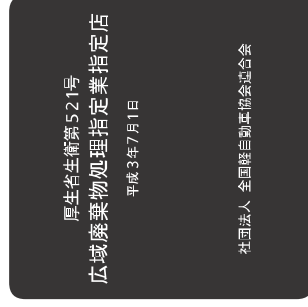 厚生省生衛第521号
広域廃棄物処理指定業指定店
平成3年7月1日
社団法人 全国軽自動車協会連合会